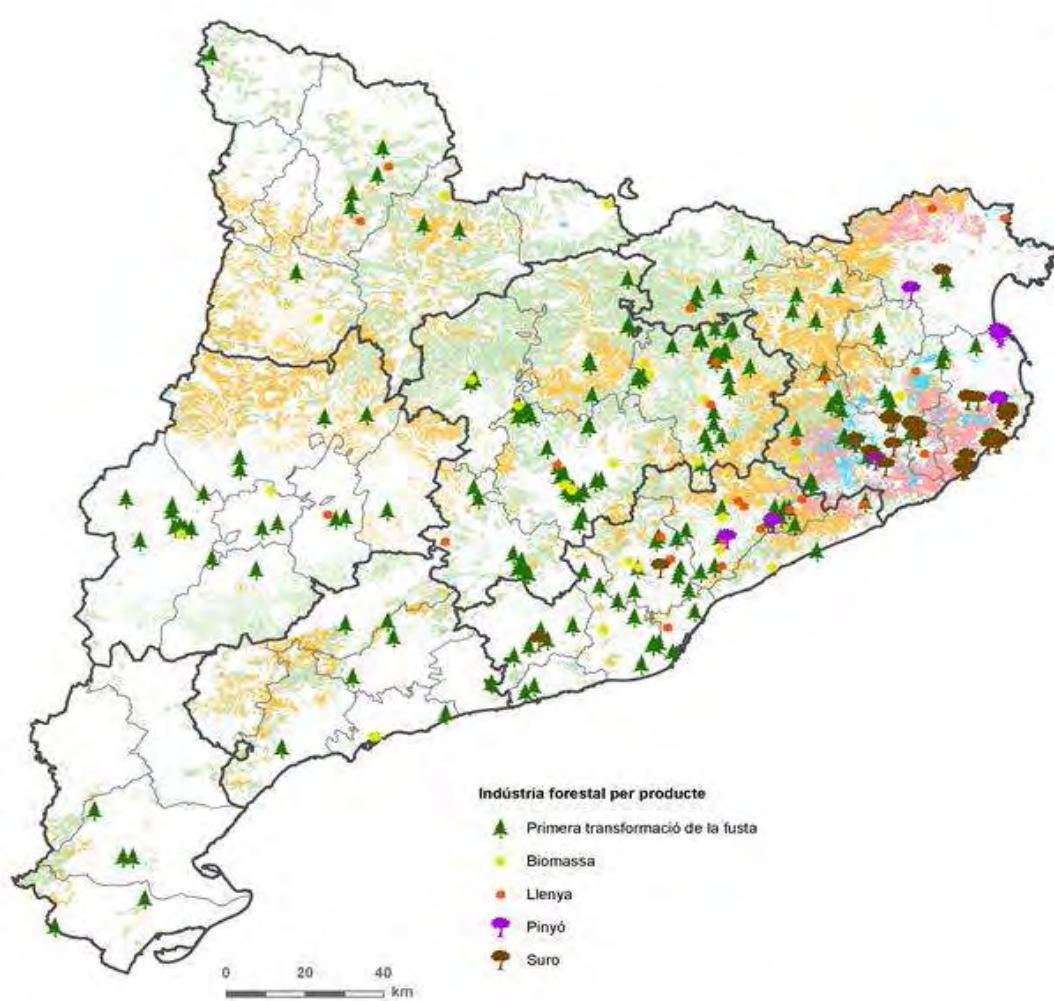 Indústria forestal per producte
Primera transformació de la fusta
Biomassa
Llenya
Pinyó
Suro
0 20 40
km